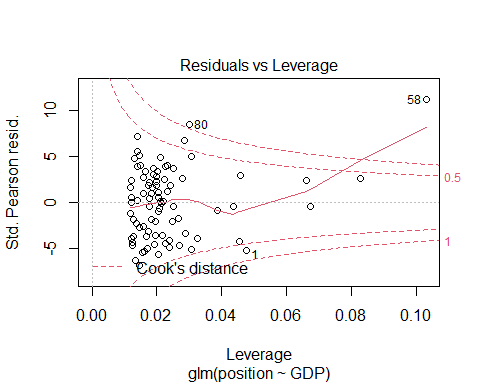 Residuals vs Leverage
Std. Pearson resid.
10
5
0
-5
58
80
1
0.5
1
Cook's distance
0.00 0.02 0.04 0.06 0.08 0.10
Leverage
glm(position ~ GDP)